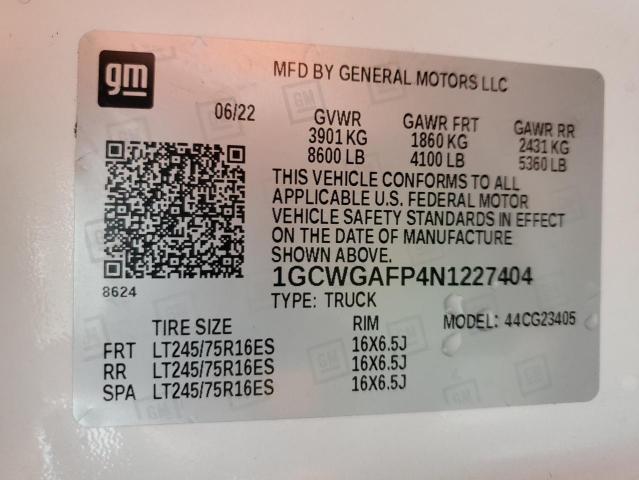 gm
MFD BY GENERAL MOTORS LLC
06/22 GVWR GAWR FRT GAWR RR
3901 KG 1860 KG 2431 KG
8600 LB 4100 LB 5360 LB
THIS VEHICLE CONFORMS TO ALL
APPLICABLE U.S. FEDERAL MOTOR
VEHICLE SAFETY STANDARDS IN EFFECT
ON THE DATE OF MANUFACTURE
SHOWN ABOVE.
8624
1GCWGAFP4N1227404
TYPE: TRUCK
TIRE SIZE RIM MODEL: 44CG23405
FRT LT245/75R16ES 16X6.5J
RR LT245/75R16ES 16X6.5J
SPA LT245/75R16ES 16X6.5J